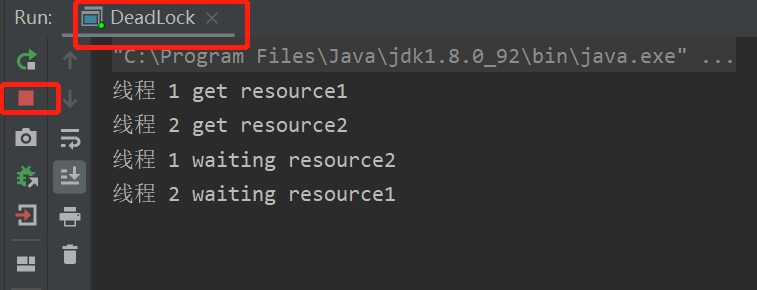 Run: DeadLock
"C:\Program Files\Java\jdk1.8.0_92\bin\java.exe" ...
线程 1 get resource1
线程 2 get resource2
线程 1 waiting resource2
线程 2 waiting resource1